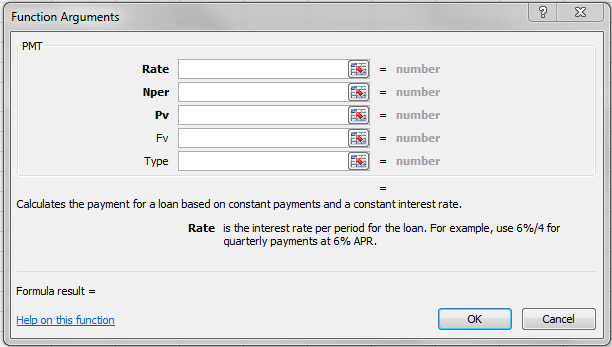 Function Arguments
PMT
Rate = number
Nper = number
Pv = number
Fv = number
Type = number
=
Calculates the payment for a loan based on constant payments and a constant interest rate.
Rate is the interest rate per period for the loan. For example, use 6%/4 for
quarterly payments at 6% APR.
Formula result =
Help on this function
OK
Cancel